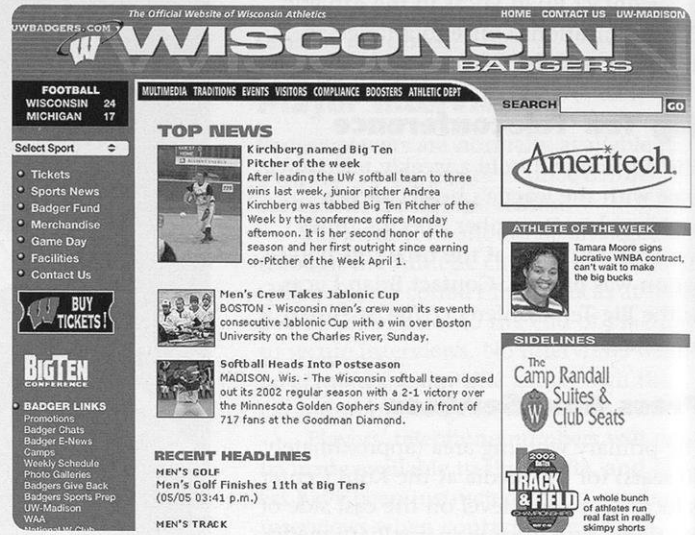 The Official Website of Wisconsin Athletics
HOME CONTACT US UW-MADISON
UWBADGERS.COM
W
WISCONSIN
BADGERS
FOOTBALL
WISCONSIN 24
MICHIGAN 17
MULTIMEDIA TRADITIONS EVENTS VISITORS COMPLIANCE BOOSTERS ATHLETIC DEPT
SEARCH GO
Select Sport
Tickets
Sports News
Badger Fund
Merchandise
Game Day
Facilities
Contact Us
W BUY
TICKETS!
BIGTEN
CONFERENCE
BADGER LINKS
Promotions
Badger Chats
Badger E-News
Camps
Weekly Schedule
Photo Galleries
Badgers Give Back
Badgers Sports Prep
UW-Madison
WAA
National W Club
TOP NEWS
Kirchberg named Big Ten
Pitcher of the week
After leading the UW softball team to three
wins last week, junior pitcher Andrea
Kirchberg was tabbed Big Ten Pitcher of the
Week by the conference office Monday
afternoon. It is her second honor of the
season and her first outright since earning
co-Pitcher of the Week April 1.
Men's Crew Takes Jablonic Cup
BOSTON - Wisconsin men's crew won its seventh
consecutive Jablonic Cup with a win over Boston
University on the Charles River, Sunday.
Softball Heads Into Postseason
MADISON, Wis. - The Wisconsin softball team closed
out its 2002 regular season with a 2-1 victory over
the Minnesota Golden Gophers Sunday in front of
717 fans at the Goodman Diamond.
RECENT HEADLINES
MEN'S GOLF
Men's Golf Finishes 11th at Big Tens
(05/05 03:41 p.m.)
MEN'S TRACK
Ameritech.
ATHLETE OF THE WEEK
Tamara Moore signs
lucrative WNBA contract,
can't wait to make
the big bucks
SIDELINES
The
Camp Randall
W Suites &
Club Seats
2002
BIGTEN
TRACK
& FIELD
CHAMPIONSHIPS
A whole bunch
of athletes run
real fast in really
skimpy shorts